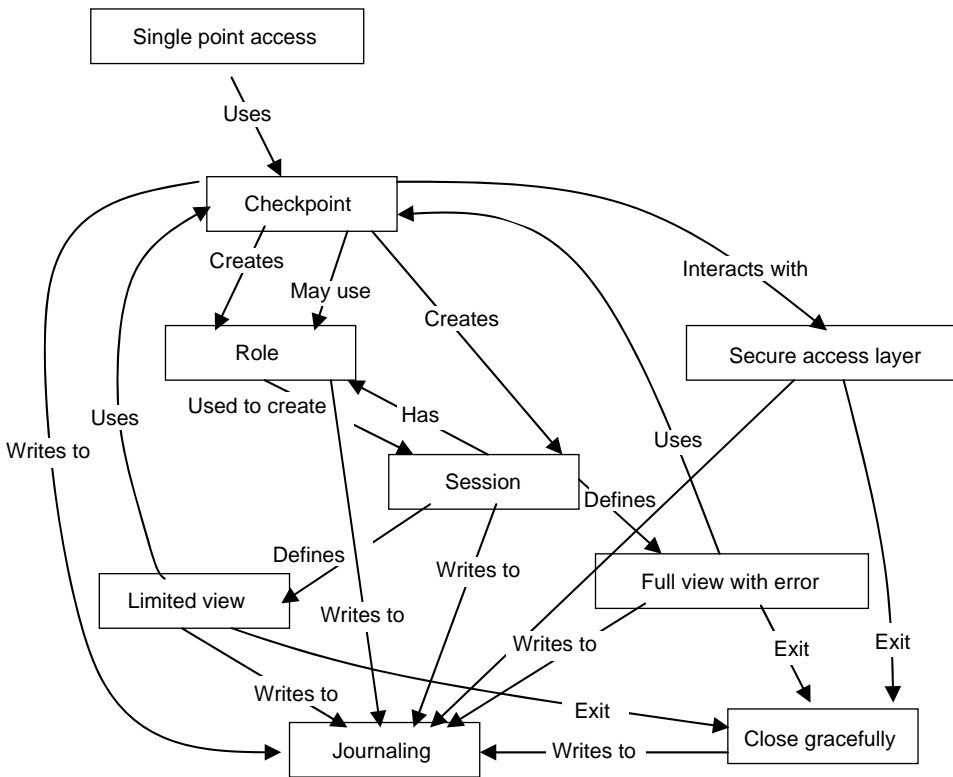 Single point access
Uses
Checkpoint
Creates
May use
Interacts with
Creates
Role
Secure access layer
Used to create
Has
Uses
Uses
Writes to
Session
Defines
Defines
Writes to
Full view with error
Limited view
Writes to
Writes to
Exit
Exit
Writes to
Exit
Journaling
Writes to
Close gracefully